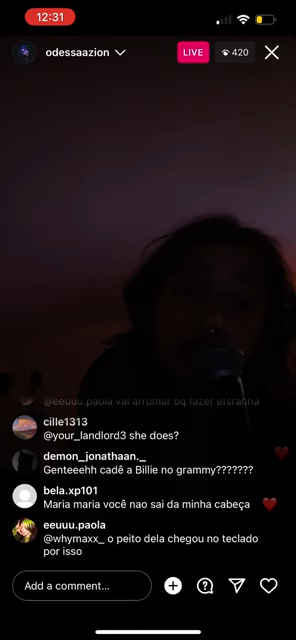 12:31
odessaazion
LIVE
420
@eeuuu.paola vai arrumar oq fazer etsranha
cille1313
@your_landlord3 she does?
demon_jonathaan._
Genteeehh cadê a Billie no grammy???????
bela.xp101
Maria maria você nao sai da minha cabeça
eeuuu.paola
@whymaxx_ o peito dela chegou no teclado
por isso
Add a comment...